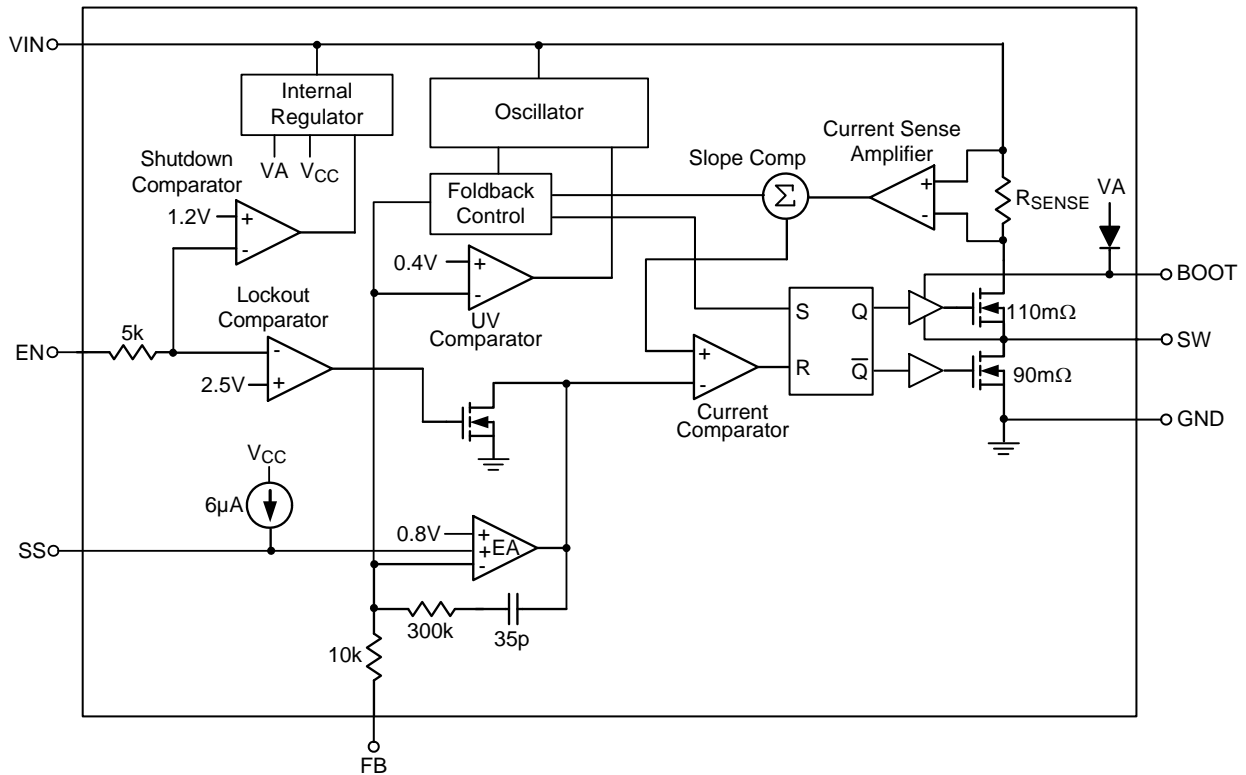 VIN
Internal
Regulator
Oscillator
VA
VCC
Shutdown
Comparator
1.2V
+
-
Foldback
Control
Slope Comp
Σ
Current Sense
Amplifier
+
-
RSENSE
VA
BOOT
0.4V
+
-
UV
Comparator
Lockout
Comparator
EN
5k
-
2.5V
+
S
Q
R
Q
110mΩ
SW
90mΩ
GND
+
-
Current
Comparator
VCC
6µA
SS
0.8V
+
+
-
EA
300k
35p
10k
FB